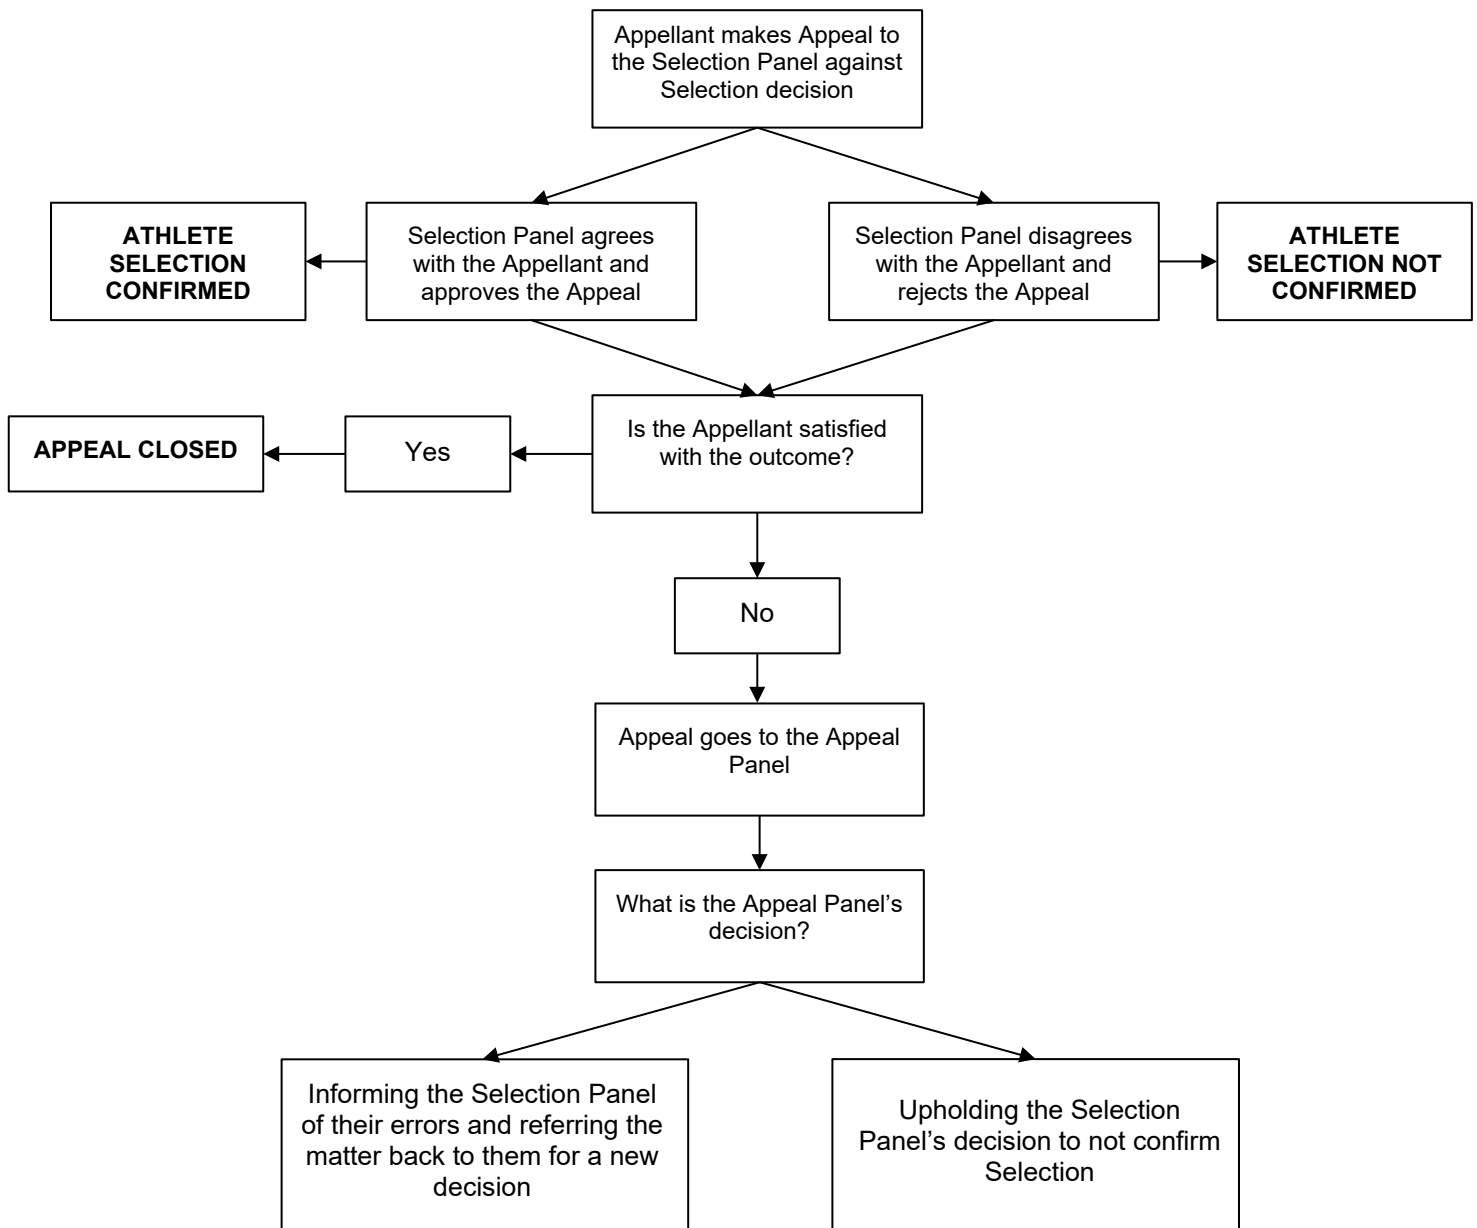 Appellant makes Appeal to
the Selection Panel against
Selection decision
ATHLETE
SELECTION
CONFIRMED
Selection Panel agrees
with the Appellant and
approves the Appeal
Selection Panel disagrees
with the Appellant and
rejects the Appeal
ATHLETE
SELECTION NOT
CONFIRMED
Is the Appellant satisfied
with the outcome?
Yes
APPEAL CLOSED
No
Appeal goes to the Appeal
Panel
What is the Appeal Panel’s
decision?
Informing the Selection Panel
of their errors and referring the
matter back to them for a new
decision
Upholding the Selection
Panel’s decision to not confirm
Selection